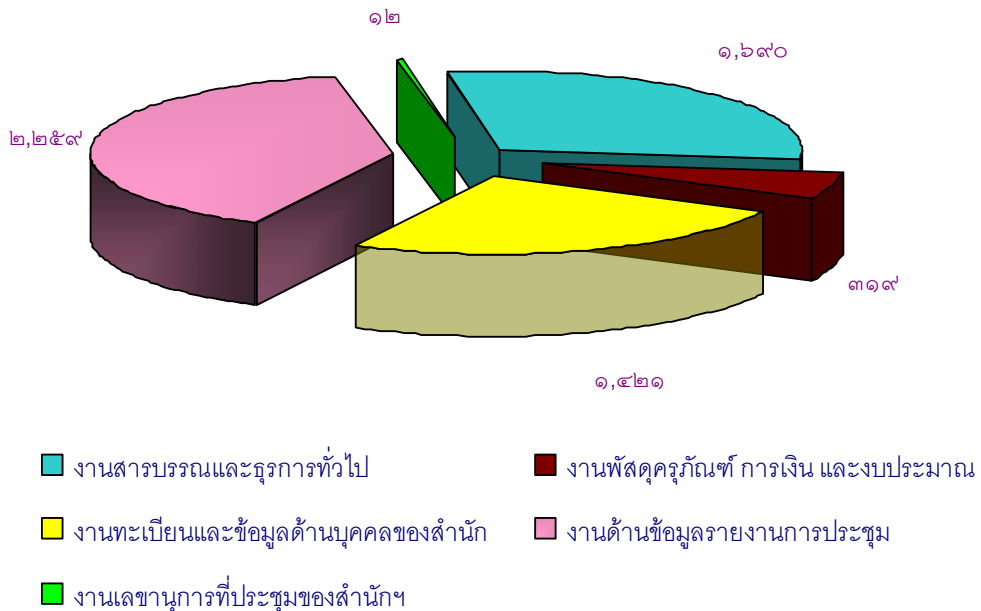 ๑๒
๑,๖๙๐
๒,๒๕๙
๓๑๙
๑,๔๒๑
งานสารบรรณและธุรการทั่วไป
งานพัสดุครุภัณฑ์ การเงิน และงบประมาณ
งานทะเบียนและข้อมูลด้านบุคคลของสำนัก
งานด้านข้อมูลรายงานการประชุม
งานเลขานุการที่ประชุมของสำนักฯ